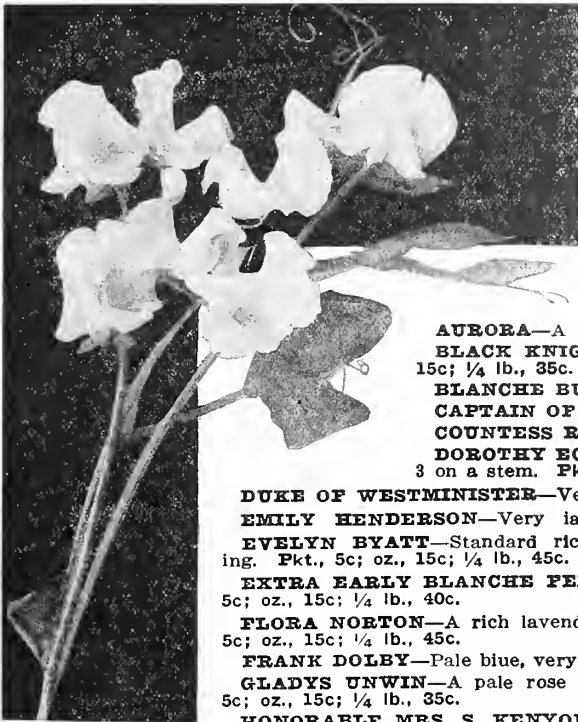 AURORA—A
BLACK KNIG
15c; ¼ lb., 35c.
BLANCHE BU
CAPTAIN OF
COUNTESS R
DOROTHY EC
3 on a stem. Pk
DUKE OF WESTMINISTER—Ve
EMILY HENDERSON—Very la
EVELYN BYATT—Standard ric
ing. Pkt., 5c; oz., 15c; ¼ lb., 45c.
EXTRA EARLY BLANCHE FE
5c; oz., 15c; ¼ lb., 40c.
FLORA NORTON—A rich lavend
5c; oz., 15c; ¼ lb., 45c.
FRANK DOLBY—Pale blue, very
GLADYS UNWIN—A pale rose
5c; oz., 15c; ¼ lb., 35c.
HONORABLE MRS. S. KENYO